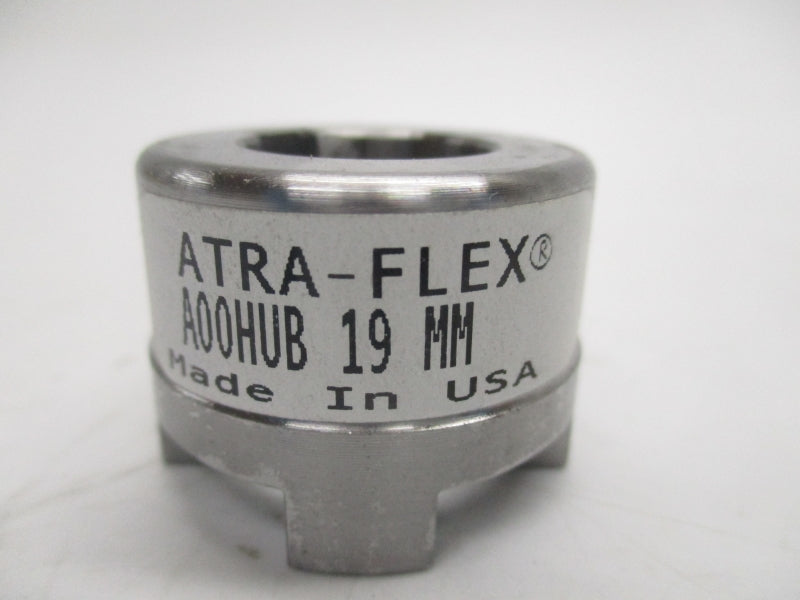 ATRA-FLEX®
A00HUB 19 MM
Made In USA